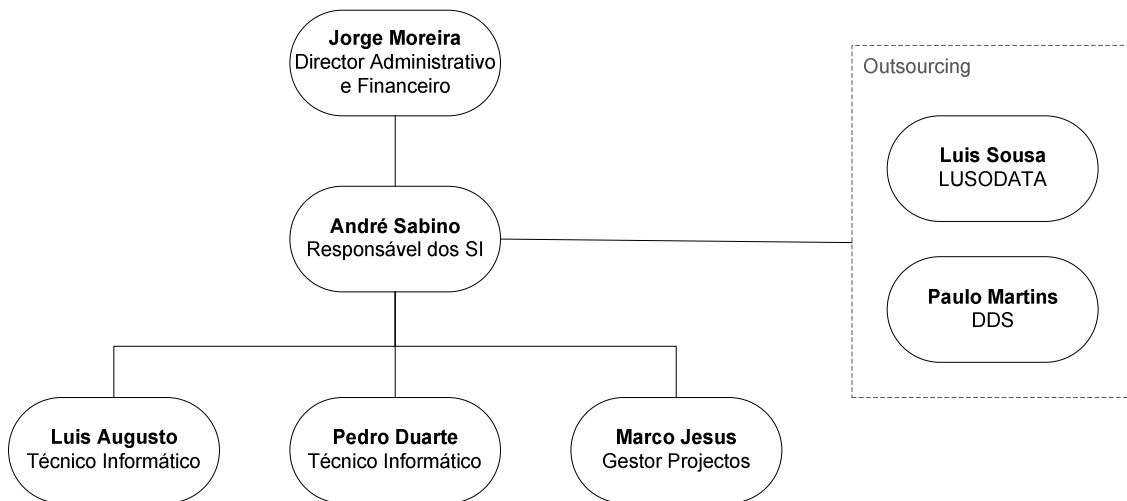 Jorge Moreira
Director Administrativo
e Financeiro
Outsourcing
Luis Sousa
LUSODATA
André Sabino
Responsável dos SI
Paulo Martins
DDS
Luis Augusto
Técnico Informático
Pedro Duarte
Técnico Informático
Marco Jesus
Gestor Projectos